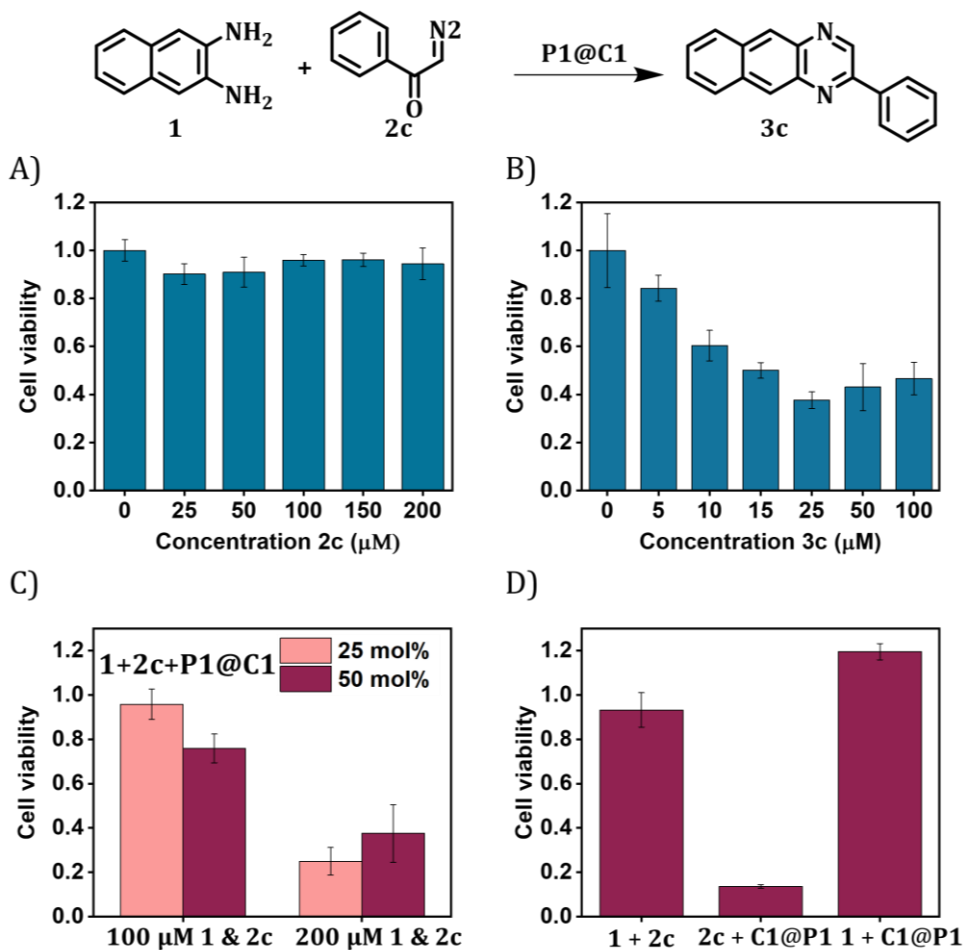 NH2
NH2
1
+
N2
O
2c
P1@C1
N
N
3c
A)
Cell viability
1.2
1.0
0.8
0.6
0.4
0.2
0.0
0 25 50 100 150 200
Concentration 2c (μM)
B)
Cell viability
1.2
1.0
0.8
0.6
0.4
0.2
0.0
0 5 10 15 25 50 100
Concentration 3c (μM)
C)
Cell viability
1.2
1.0
0.8
0.6
0.4
0.2
0.0
1+2c+P1@C1
25 mol%
50 mol%
100 μM 1 & 2c 200 μM 1 & 2c
D)
Cell viability
1.2
1.0
0.8
0.6
0.4
0.2
0.0
1 + 2c 2c + C1@P1 1 + C1@P1